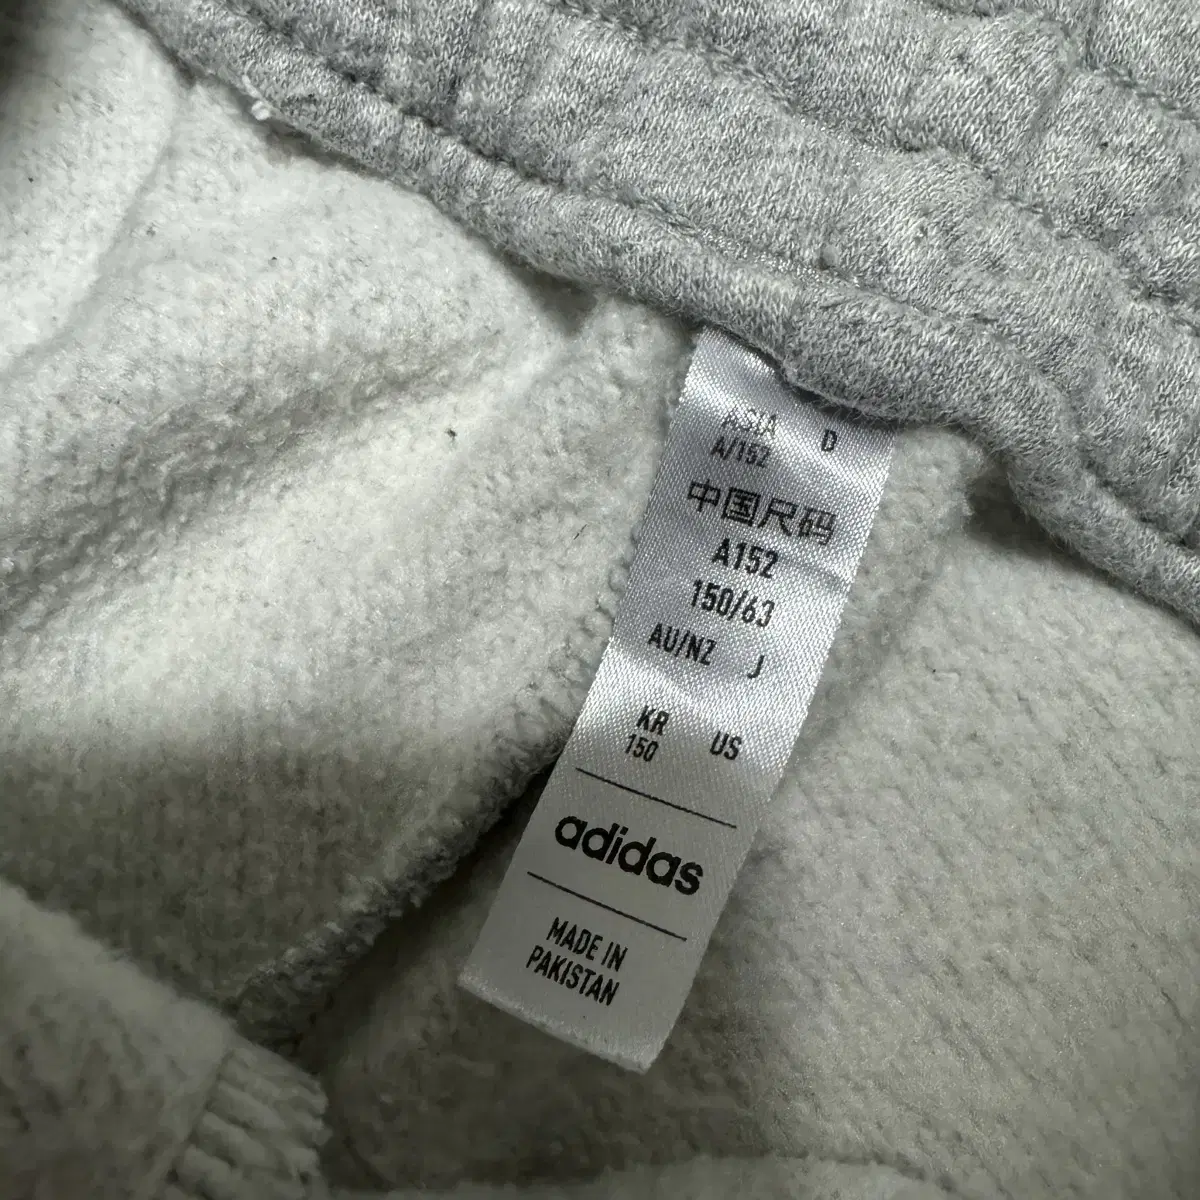 ASIA D
A/152
中国尺码
A152
150/63
AU/NZ J
KR US
150
adidas
MADE IN
PAKISTAN